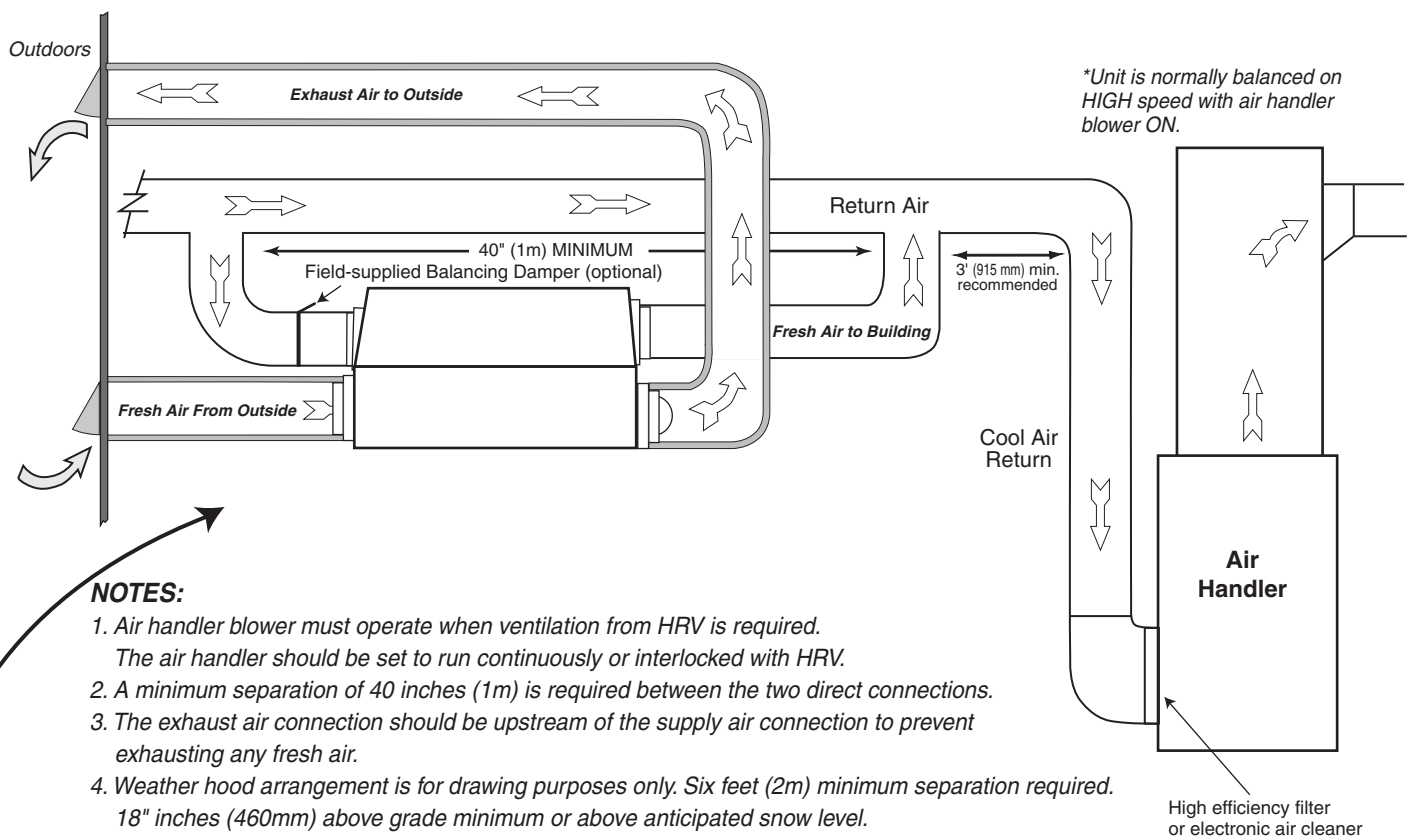 Outdoors
Exhaust Air to Outside
*Unit is normally balanced on
HIGH speed with air handler
blower ON.
Return Air
40" (1m) MINIMUM
Field-supplied Balancing Damper (optional)
3' (915 mm) min.
recommended
Fresh Air to Building
Fresh Air From Outside
Cool Air
Return
Air
Handler
NOTES:
1. Air handler blower must operate when ventilation from HRV is required.
The air handler should be set to run continuously or interlocked with HRV.
2. A minimum separation of 40 inches (1m) is required between the two direct connections.
3. The exhaust air connection should be upstream of the supply air connection to prevent
exhausting any fresh air.
4. Weather hood arrangement is for drawing purposes only. Six feet (2m) minimum separation required.
18" inches (460mm) above grade minimum or above anticipated snow level.
High efficiency filter
or electronic air cleaner